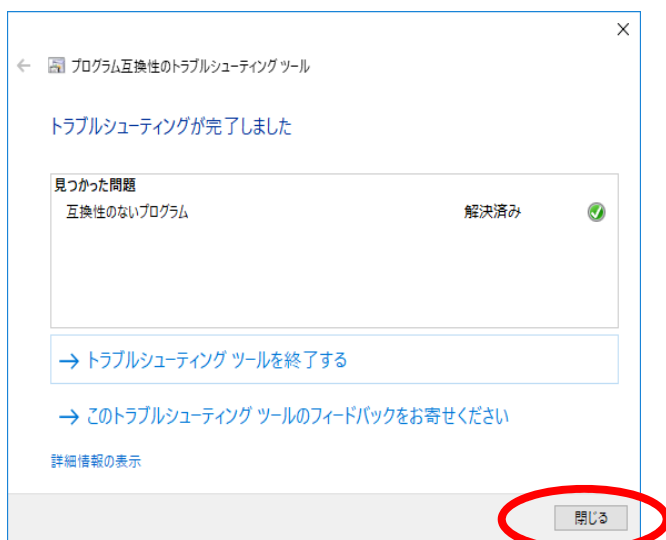 プログラム互換性のトラブルシューティング ツール
トラブルシューティングが完了しました
見つかった問題
互換性のないプログラム 解決済み
→ トラブルシューティング ツールを終了する
→ このトラブルシューティング ツールのフィードバックをお寄せください
詳細情報の表示
閉じる